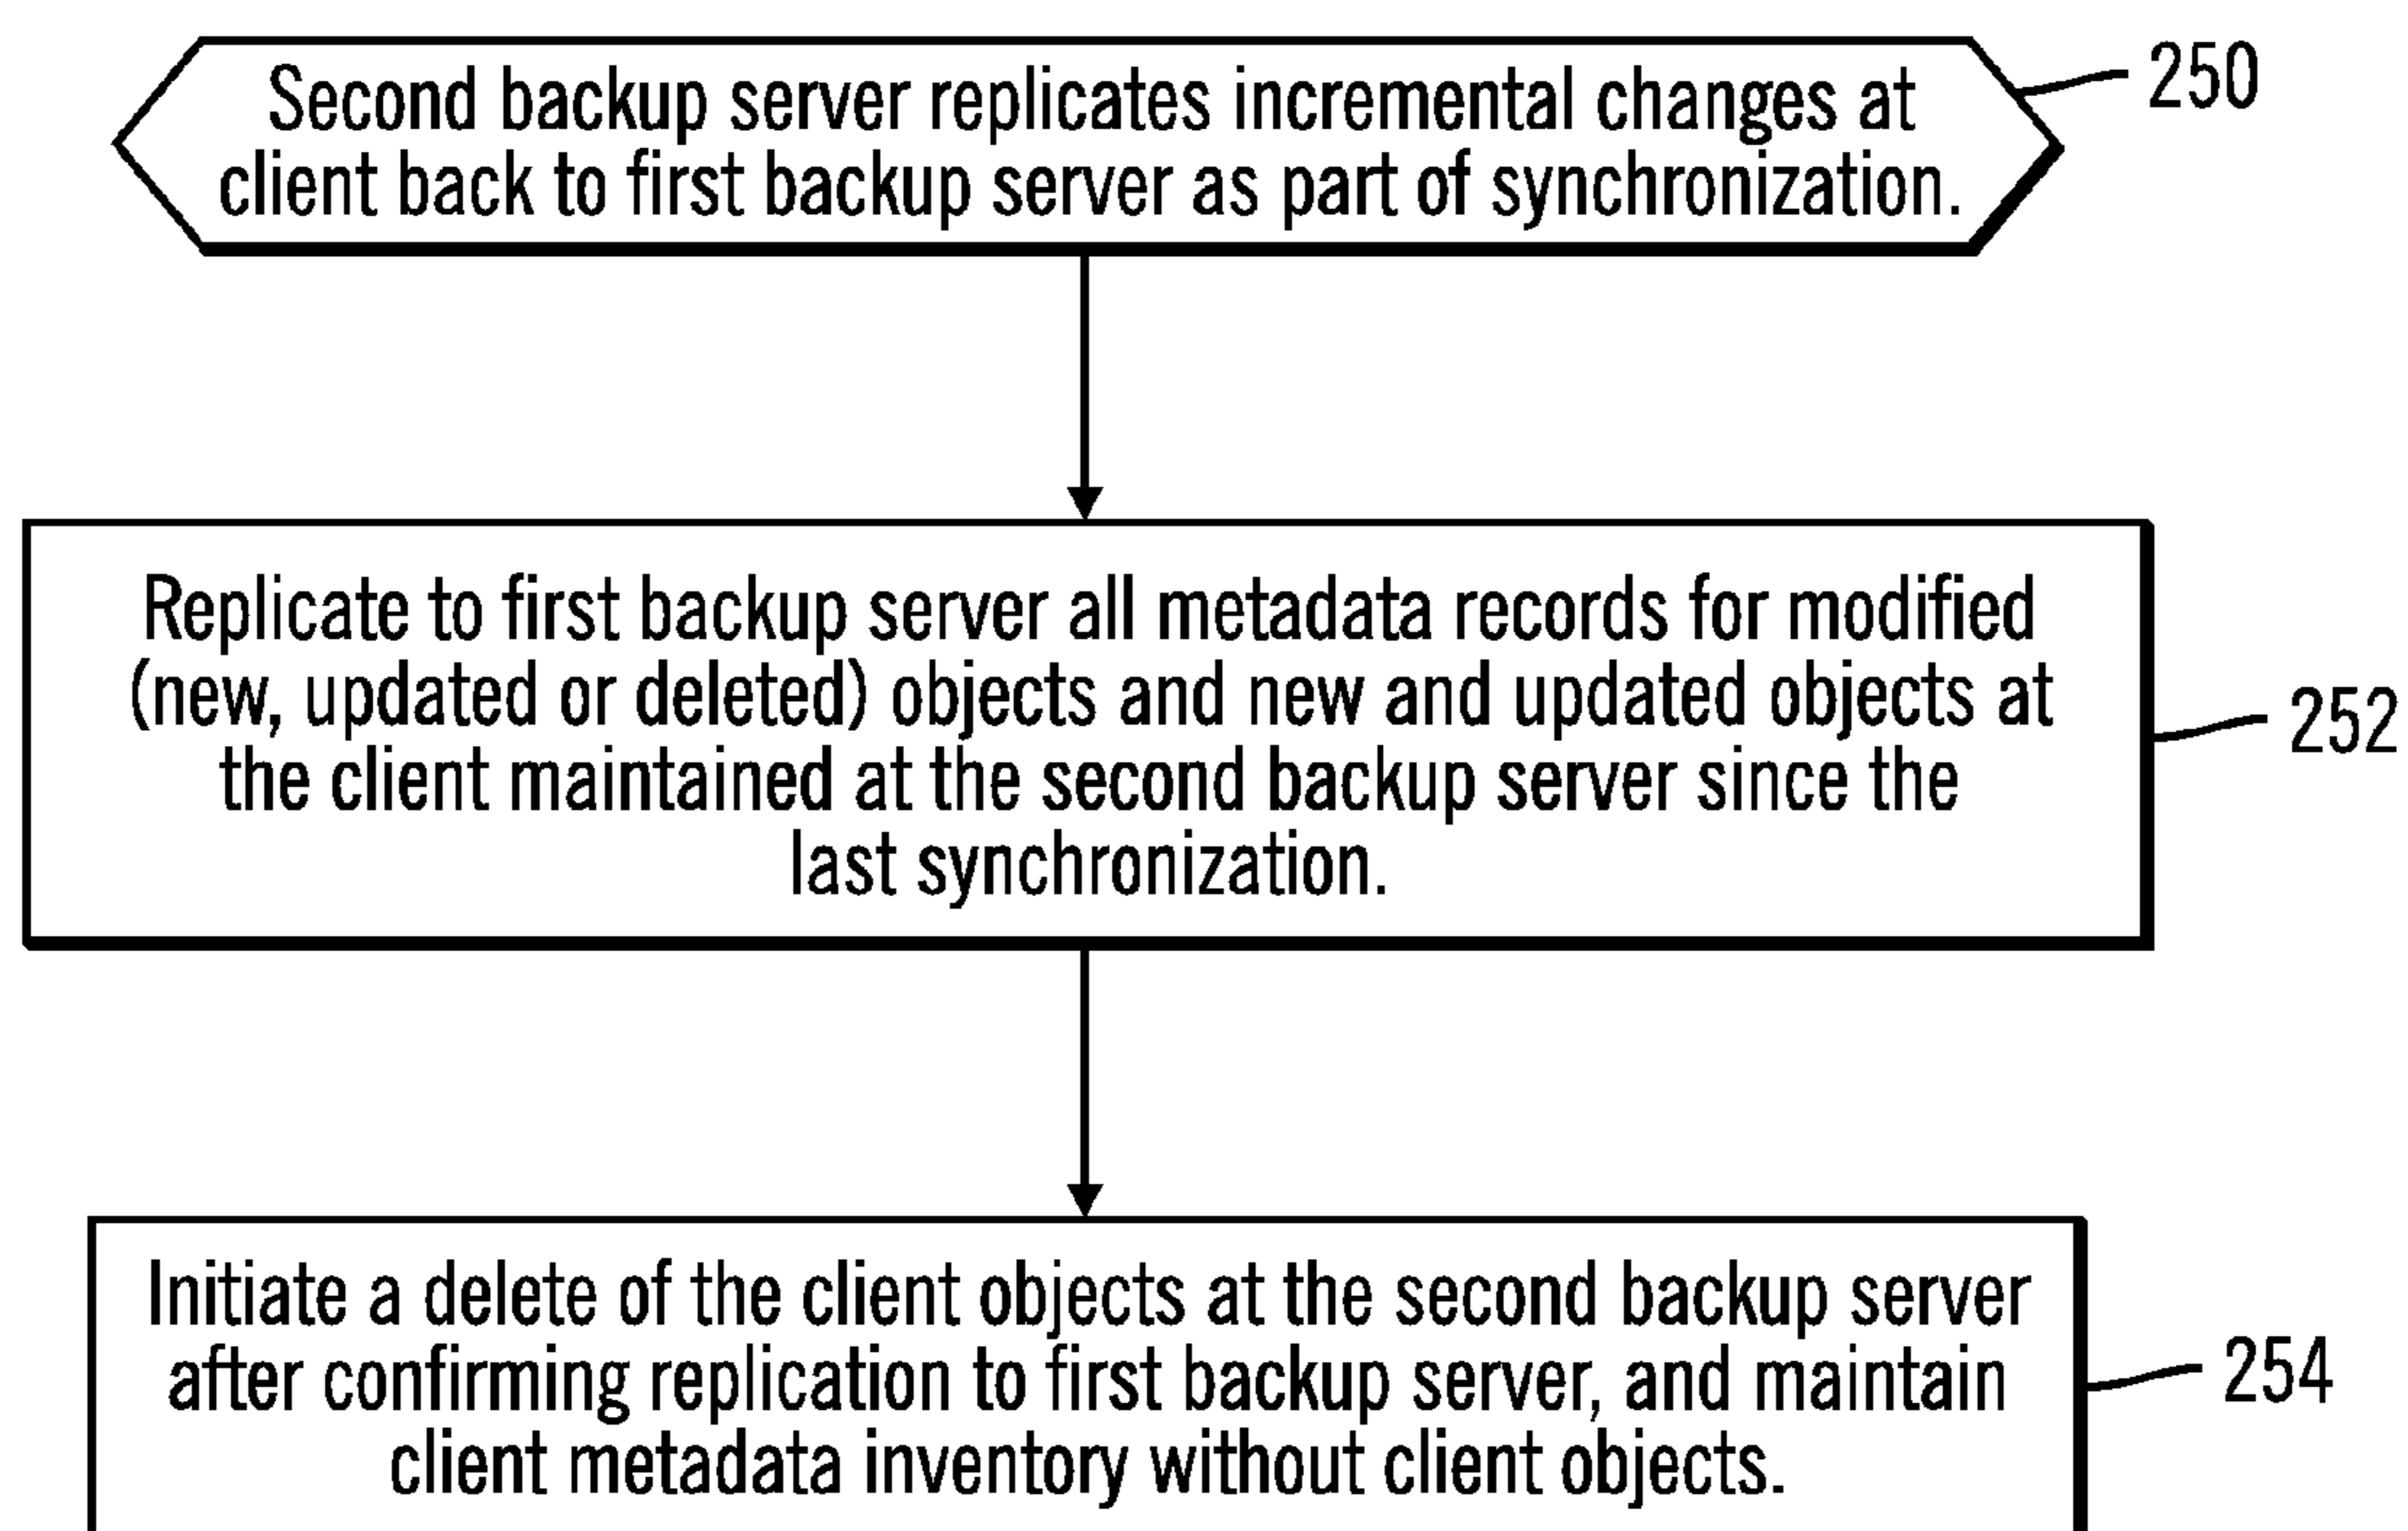 Second backup server replicates incremental changes at
client back to first backup server as part of synchronization.
250
Replicate to first backup server all metadata records for modified
(new, updated or deleted) objects and new and updated objects at
the client maintained at the second backup server since the
last synchronization.
252
Initiate a delete of the client objects at the second backup server
after confirming replication to first backup server, and maintain
client metadata inventory without client objects.
254